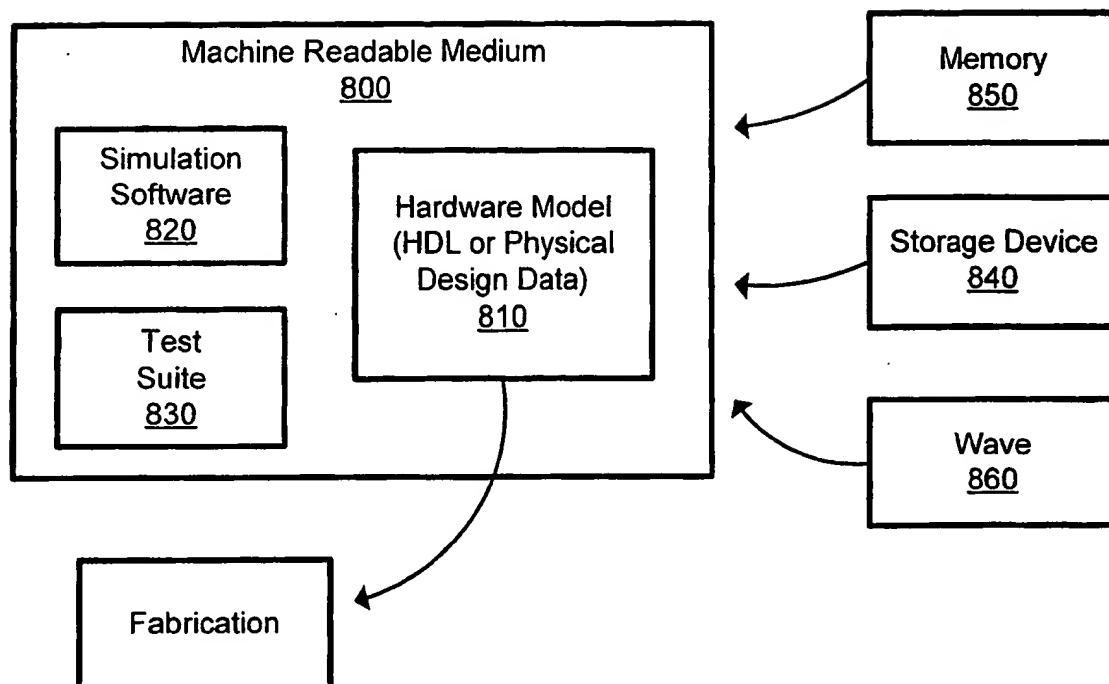 Machine Readable Medium
800
Simulation
Software
820
Hardware Model
(HDL or Physical
Design Data)
810
Test
Suite
830
Memory
850
Storage Device
840
Wave
860
Fabrication